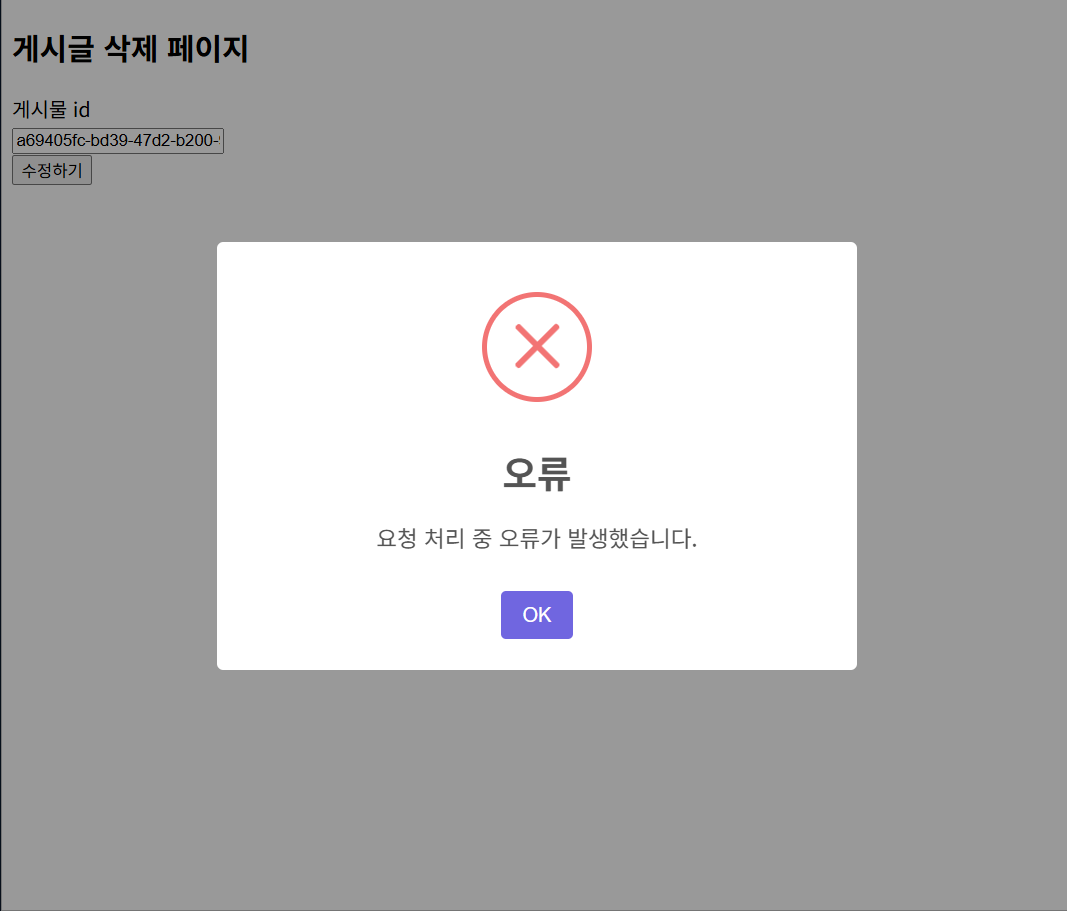 게시글 삭제 페이지
게시물 id
a69405fc-bd39-47d2-b200-
수정하기
오류
요청 처리 중 오류가 발생했습니다.
OK